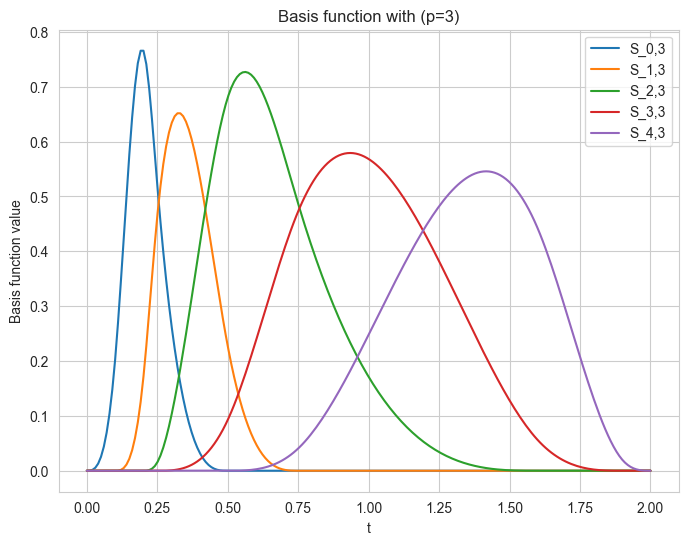 Basis function with (p=3)
S_0,3
S_1,3
S_2,3
S_3,3
S_4,3
Basis function value
0.8
0.7
0.6
0.5
0.4
0.3
0.2
0.1
0.0
0.00 0.25 0.50 0.75 1.00 1.25 1.50 1.75 2.00
t